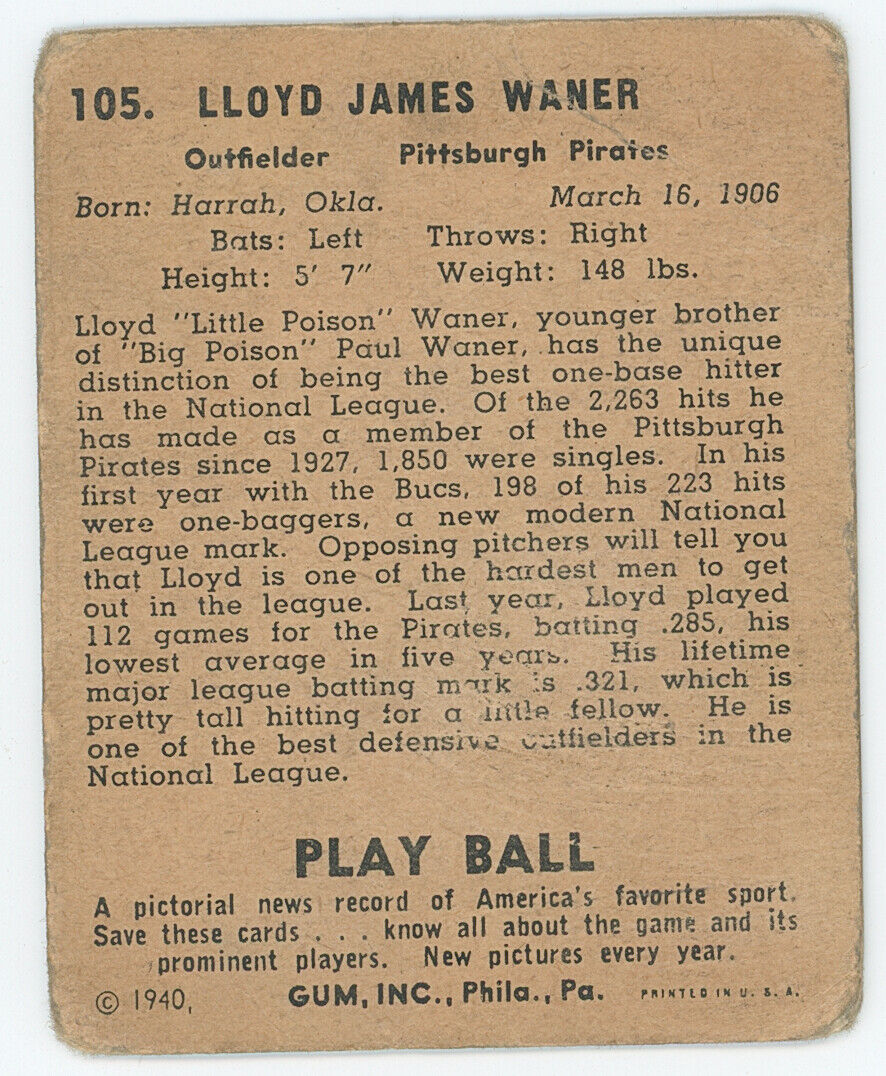 105. LLOYD JAMES WANER
Outfielder Pittsburgh Pirates
Born: Harrah, Okla. March 16, 1906
Bats: Left Throws: Right
Height: 5' 7" Weight: 148 lbs.
Lloyd "Little Poison" Waner, younger brother
of "Big Poison" Paul Waner, has the unique
distinction of being the best one-base hitter
in the National League. Of the 2,263 hits he
has made as a member of the Pittsburgh
Pirates since 1927, 1,850 were singles. In his
first year with the Bucs, 198 of his 223 hits
were one-baggers, a new modern National
League mark. Opposing pitchers will tell you
that Lloyd is one of the hardest men to get
out in the league. Last year, Lloyd played
112 games for the Pirates, batting .285, his
lowest average in five years. His lifetime
major league batting mark is .321, which is
pretty tall hitting for a little fellow. He is
one of the best defensive outfielders in the
National League.
PLAY BALL
A pictorial news record of America's favorite sport.
Save these cards . . . know all about the game and its
prominent players. New pictures every year.
© 1940, GUM, INC., Phila., Pa. PRINTED IN U. S. A.